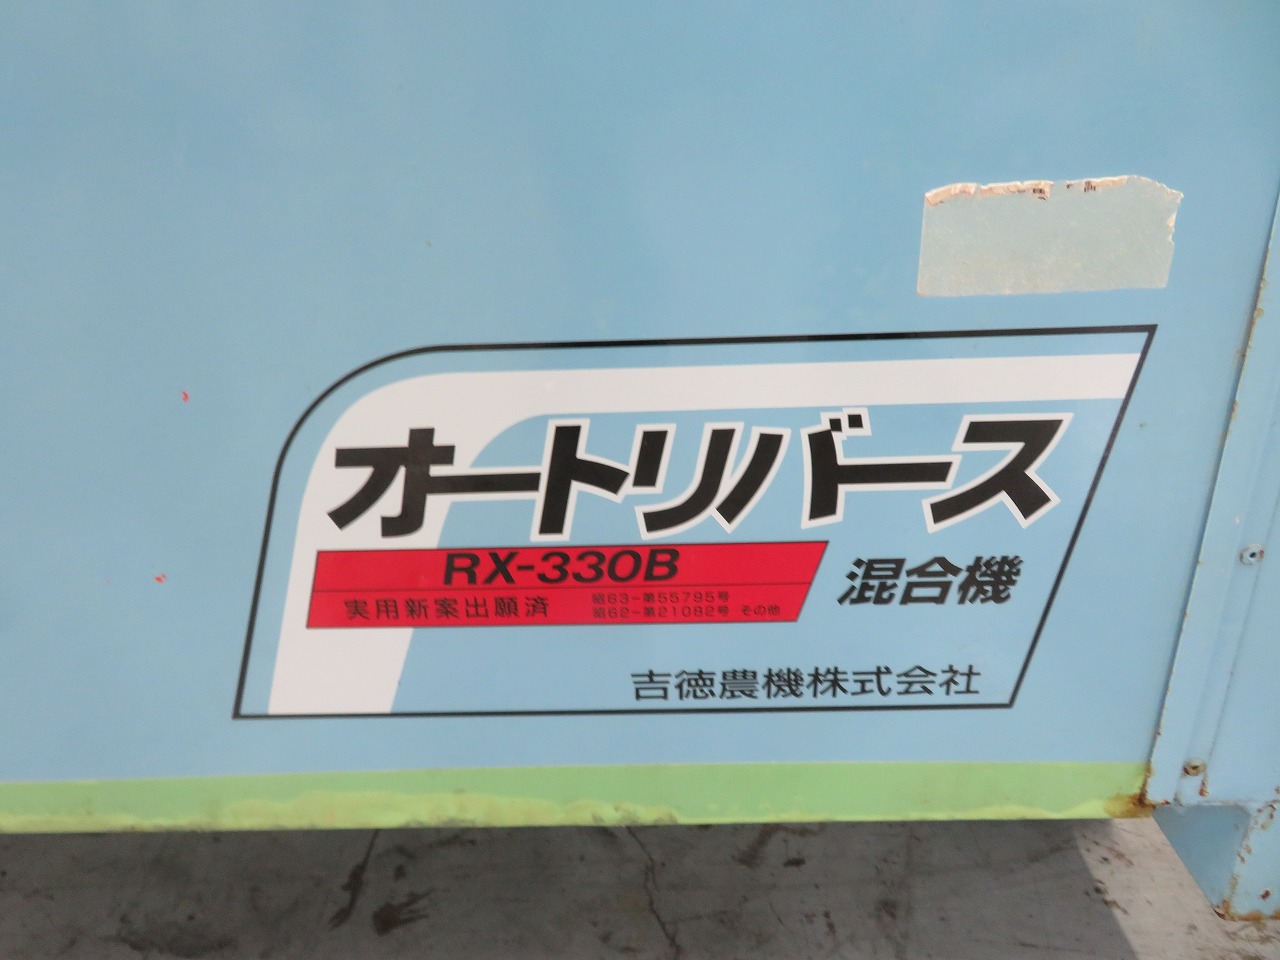 オートリバース
RX-330B
混合機
実用新案出願済
昭63-第55795号
昭62-第21082号 その他
吉徳農機株式会社